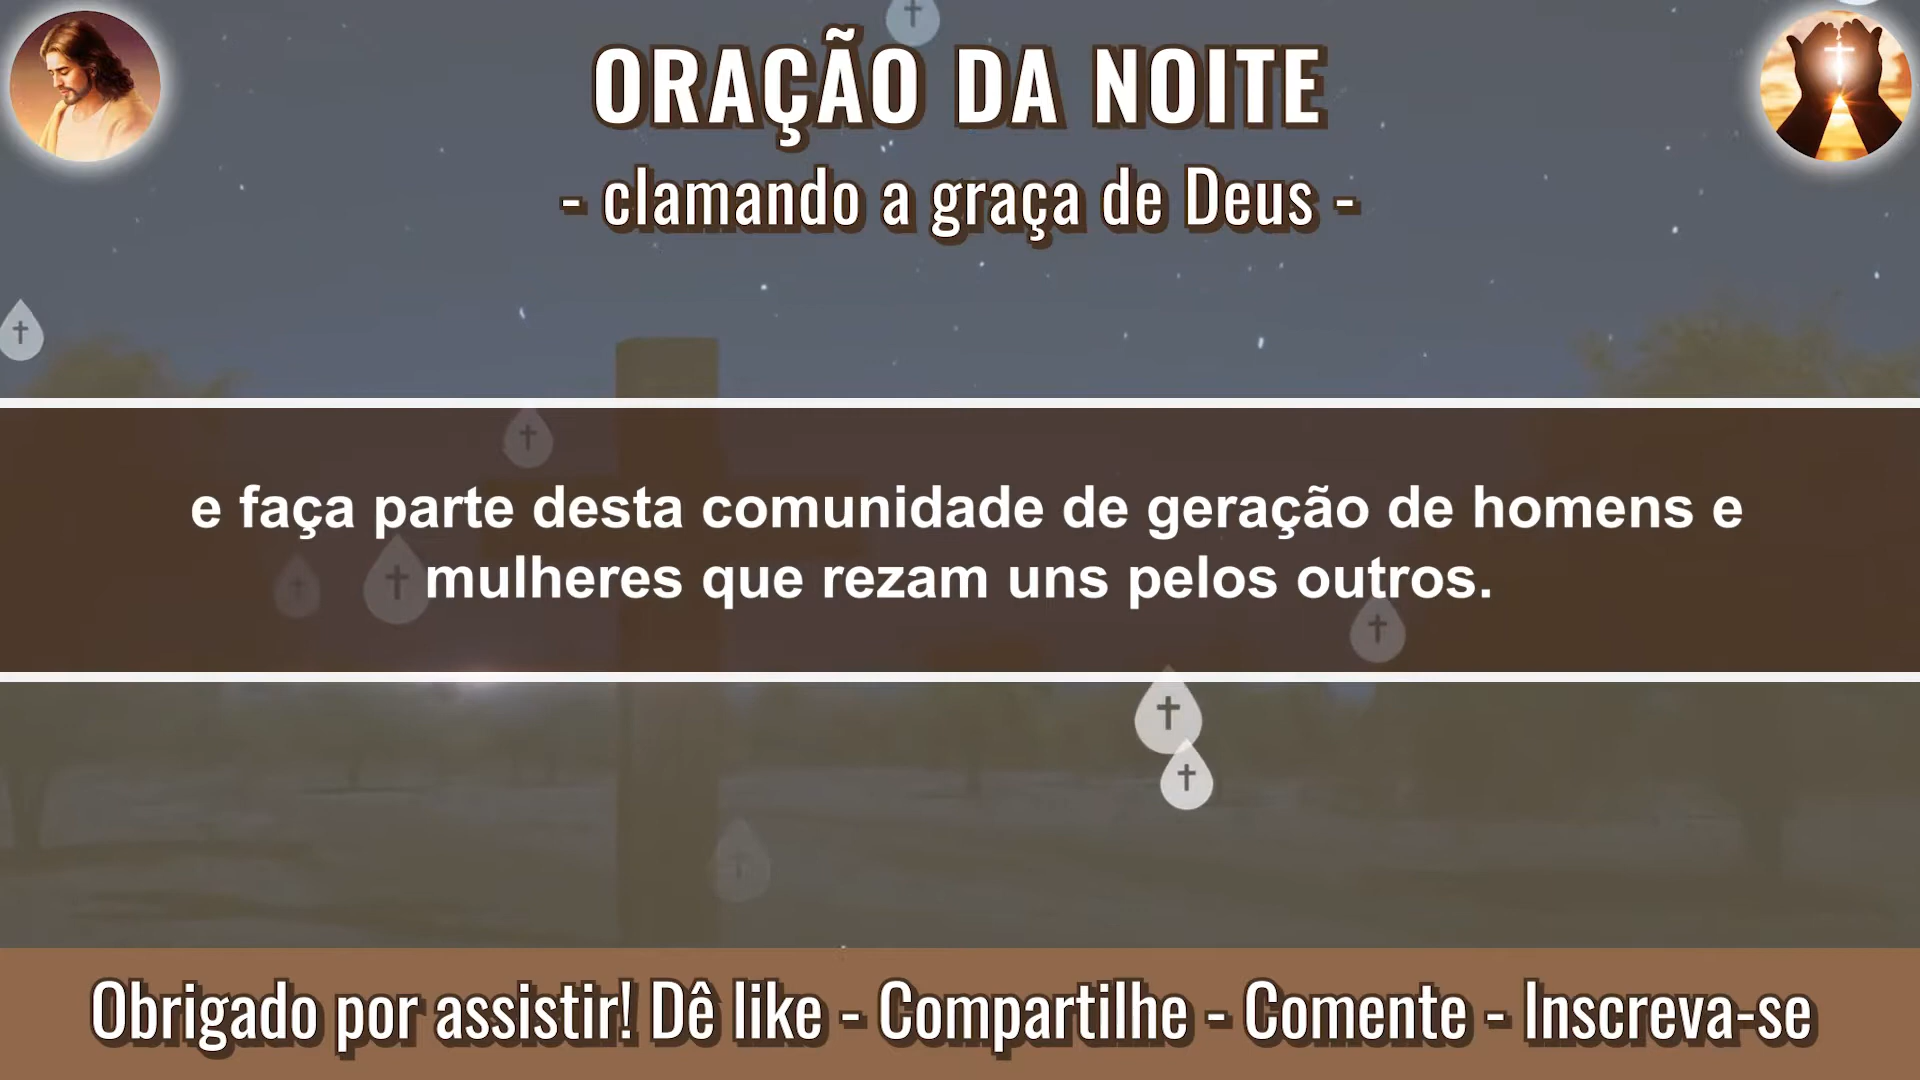 ORAÇÃO DA NOITE
- clamando a graça de Deus -
e faça parte desta comunidade de geração de homens e
mulheres que rezam uns pelos outros.
Obrigado por assistir! Dê like - Compartilhe - Comente - Inscreva-se